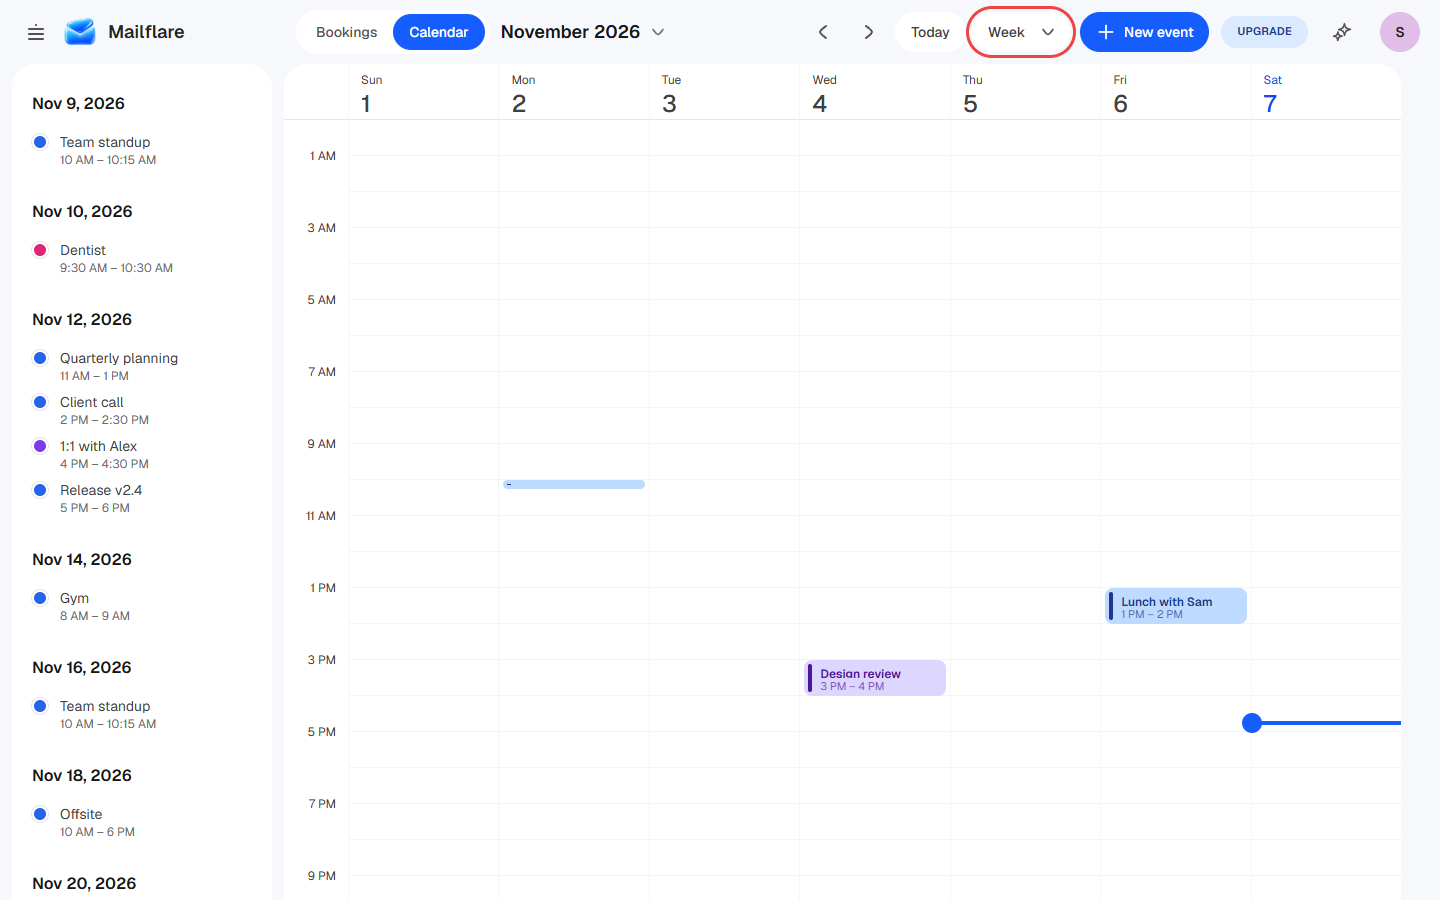 Mailflare
Bookings
Calendar
November 2026
Today
Week
New event
UPGRADE
S
Nov 9, 2026
Team standup
10 AM – 10:15 AM
Nov 10, 2026
Dentist
9:30 AM – 10:30 AM
Nov 12, 2026
Quarterly planning
11 AM – 1 PM
Client call
2 PM – 2:30 PM
1:1 with Alex
4 PM – 4:30 PM
Release v2.4
5 PM – 6 PM
Nov 14, 2026
Gym
8 AM – 9 AM
Nov 16, 2026
Team standup
10 AM – 10:15 AM
Nov 18, 2026
Offsite
10 AM – 6 PM
Nov 20, 2026
Sun
1
Mon
2
Tue
3
Wed
4
Thu
5
Fri
6
Sat
7
1 AM
3 AM
5 AM
7 AM
9 AM
–
11 AM
1 PM
Lunch with Sam
1 PM – 2 PM
3 PM
Design review
3 PM – 4 PM
5 PM
7 PM
9 PM